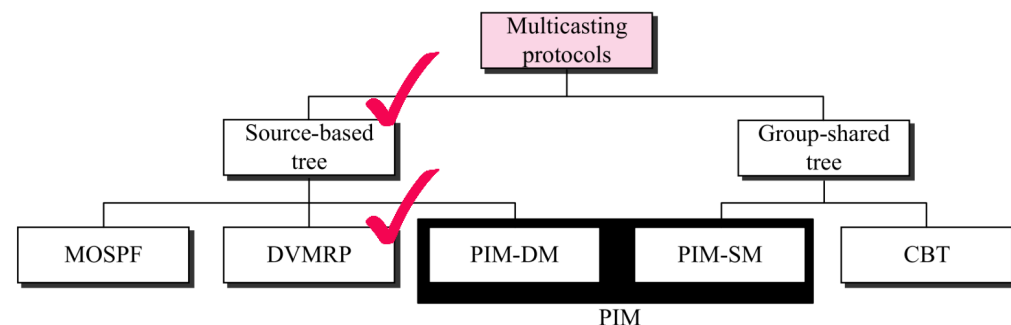 Multicasting
protocols
Source-based
tree
Group-shared
tree
MOSPF
DVMRP
PIM-DM
PIM-SM
CBT
PIM